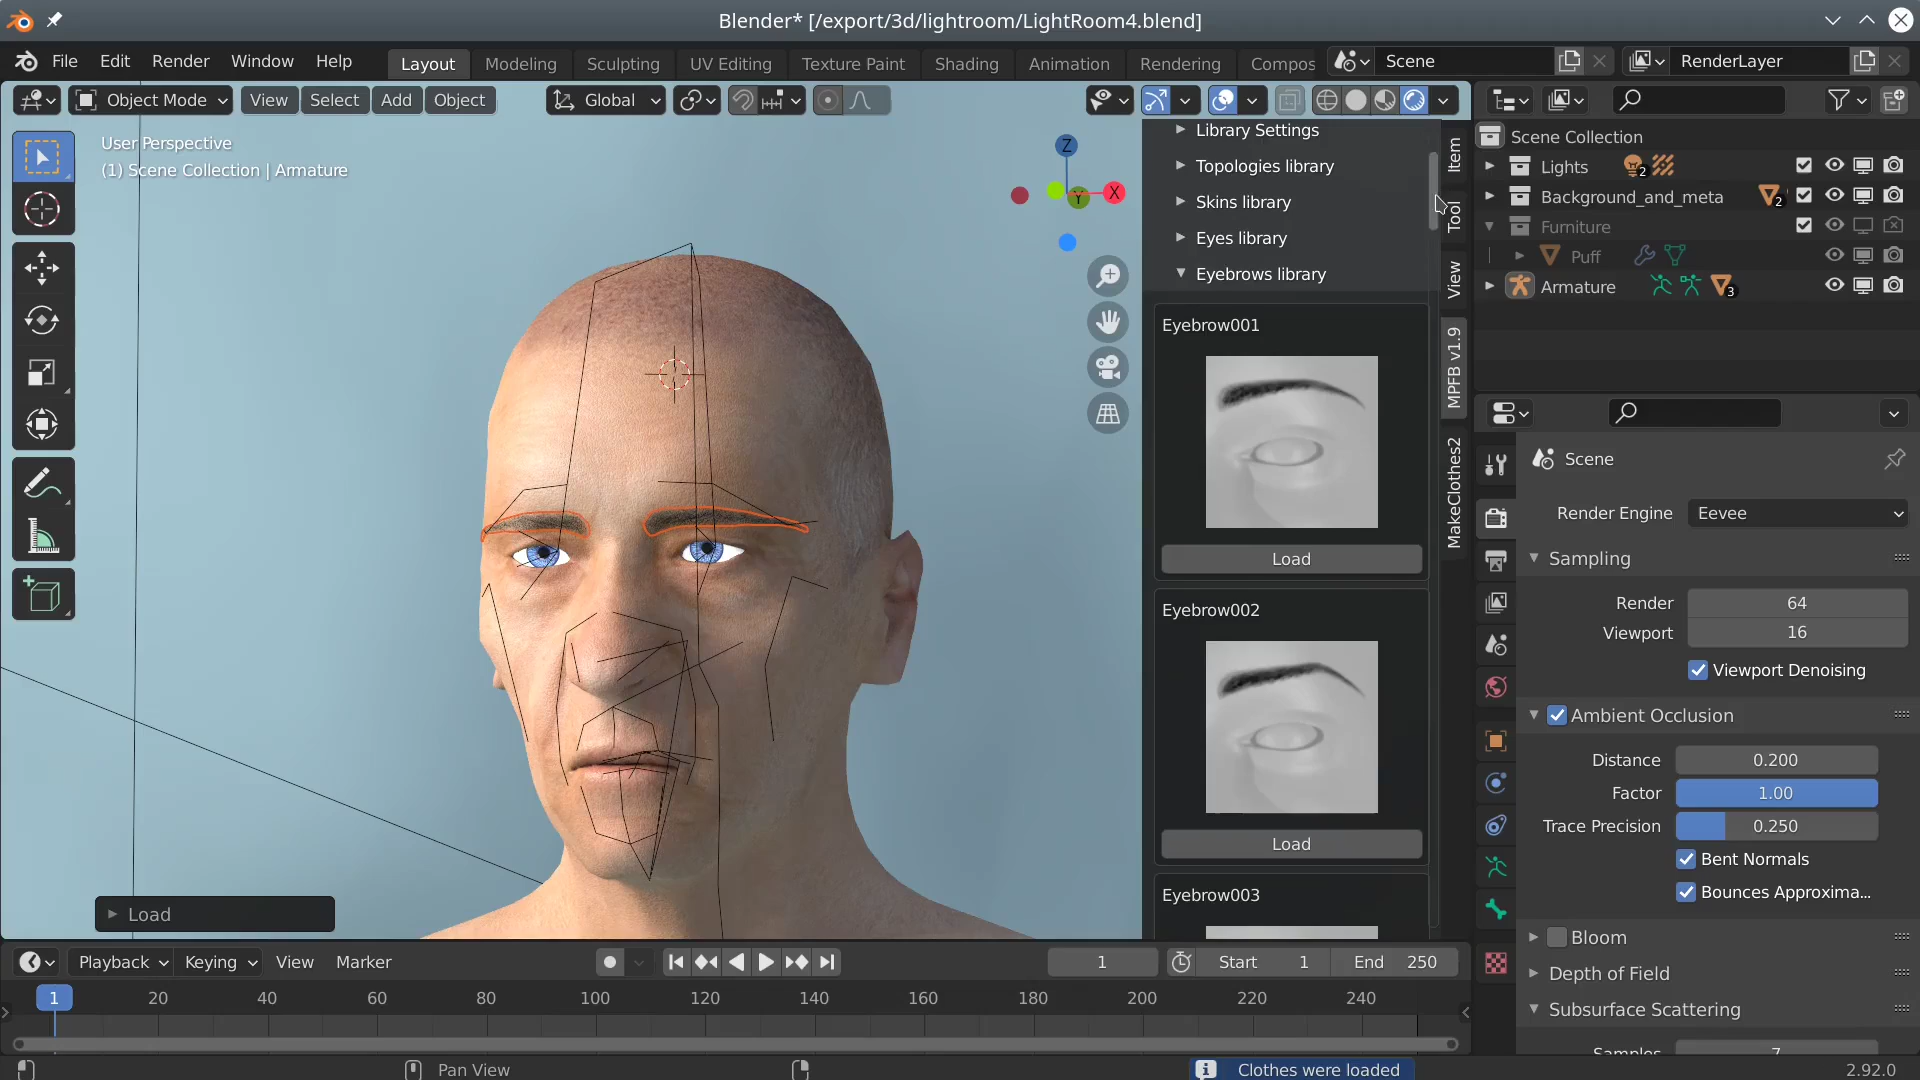 Blender* [/export/3d/lightroom/LightRoom4.blend]
File Edit Render Window Help Layout Modeling Sculpting UV Editing Texture Paint Shading Animation Rendering Compos Scene RenderLayer
Object Mode View Select Add Object Global
User Perspective
(1) Scene Collection | Armature
Z
X
Y
Library Settings
Topologies library
Skins library
Eyes library
Eyebrows library
Eyebrow001
Load
Eyebrow002
Load
Eyebrow003
Item
Tool
View
MPFB v1.9
MakeClothes2
Load
Scene Collection
Lights 2
Background_and_meta 2
Furniture
Puff
Armature 3
Scene
Render Engine Eevee
Sampling
Render 64
Viewport 16
Viewport Denoising
Ambient Occlusion
Distance 0.200
Factor 1.00
Trace Precision 0.250
Bent Normals
Bounces Approxima...
Bloom
Depth of Field
Subsurface Scattering
Samples 7
Playback Keying View Marker 1 Start 1 End 250
1 20 40 60 80 100 120 140 160 180 200 220 240
Pan View Clothes were loaded 2.92.0